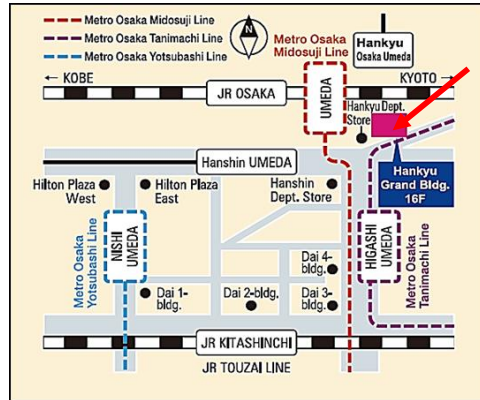 Metro Osaka Midosuji Line
Metro Osaka Tanimachi Line
Metro Osaka Yotsubashi Line
N
Metro Osaka
Midosuji Line
Hankyu
Osaka Umeda
← KOBE
KYOTO →
JR OSAKA
UMEDA
Hankyu Dept.
Store
Hanshin UMEDA
Hankyu
Grand Bldg.
16F
Hilton Plaza
West
Hilton Plaza
East
Hanshin
Dept. Store
Metro Osaka
Yotsubashi Line
NISHI
UMEDA
HIGASHI
UMEDA
Metro Osaka
Tanimachi Line
Dai 4-
bldg.
Dai 1-
bldg.
Dai 2-bldg.
Dai 3-
bldg.
JR KITASHINCHI
JR TOUZAI LINE